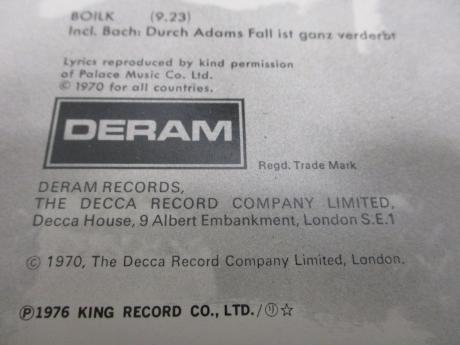 BOILK (9.23)
Incl. Bach: Durch Adams Fall ist ganz verderbt
Lyrics reproduced by kind permission
of Palace Music Co. Ltd.
© 1970 for all countries.
DERAM
Regd. Trade Mark
DERAM RECORDS,
THE DECCA RECORD COMPANY LIMITED,
Decca House, 9 Albert Embankment, London S.E.1
© 1970, The Decca Record Company Limited, London.
℗1976 KING RECORD CO., LTD./㋷☆